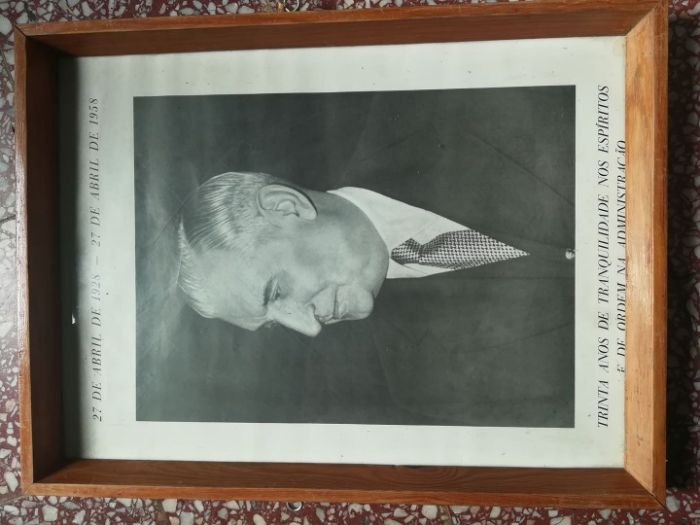 27 DE ABRIL DE 1928 — 27 DE ABRIL DE 1958
TRINTA ANOS DE TRANQUILIDADE NOS ESPÍRITOS
E DE ORDEM NA ADMINISTRAÇÃO